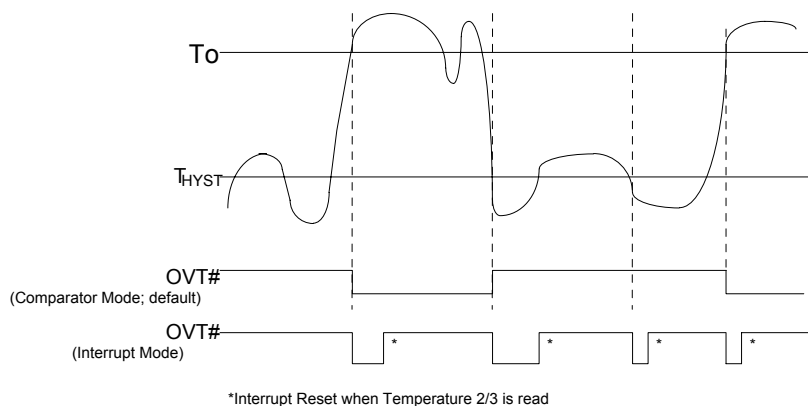 To
THYST
OVT#
(Comparator Mode; default)
OVT#
* * * *
(Interrupt Mode)
*Interrupt Reset when Temperature 2/3 is read